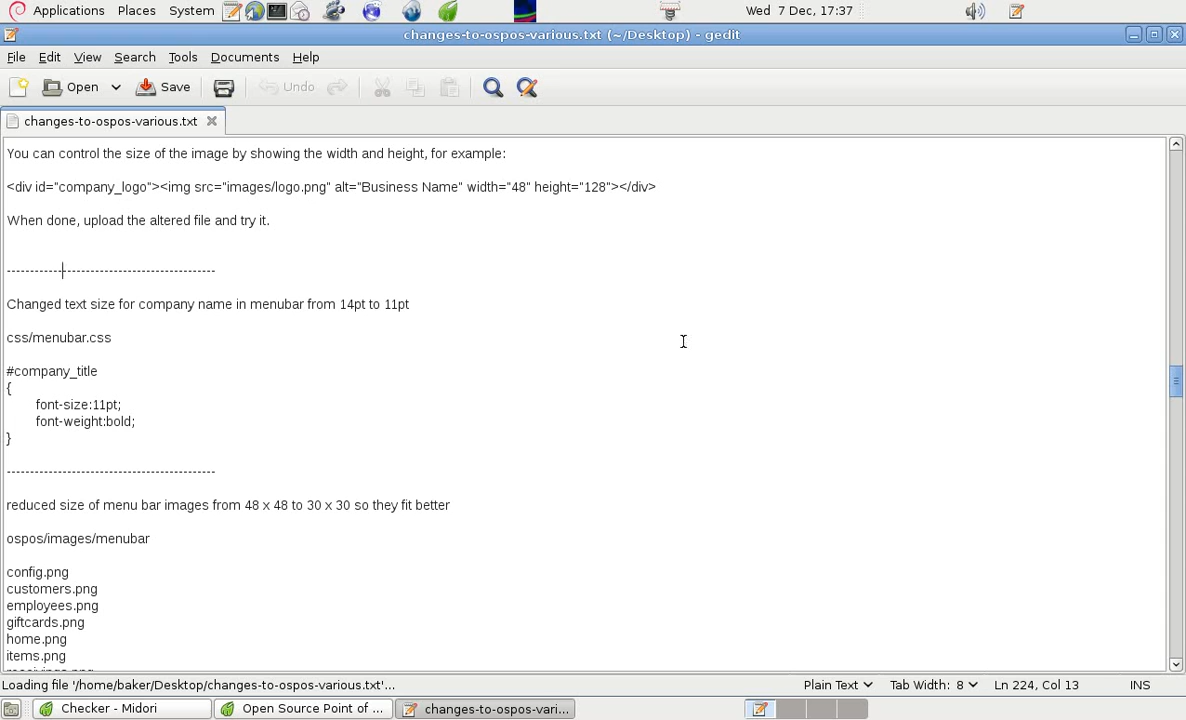 Applications Places System Wed 7 Dec, 17:37
changes-to-ospos-various.txt (~/Desktop) - gedit
File Edit View Search Tools Documents Help
Open Save Undo
changes-to-ospos-various.txt
You can control the size of the image by showing the width and height, for example:
<div id="company_logo"><img src="images/logo.png" alt="Business Name" width="48" height="128"></div>
When done, upload the altered file and try it.
---------------------------------------------
Changed text size for company name in menubar from 14pt to 11pt
css/menubar.css
#company_title
{
font-size:11pt;
font-weight:bold;
}
---------------------------------------------
reduced size of menu bar images from 48 x 48 to 30 x 30 so they fit better
ospos/images/menubar
config.png
customers.png
employees.png
giftcards.png
home.png
items.png
Loading file '/home/baker/Desktop/changes-to-ospos-various.txt'... Plain Text Tab Width: 8 Ln 224, Col 13 INS
Checker - Midori Open Source Point of ... changes-to-ospos-vari...